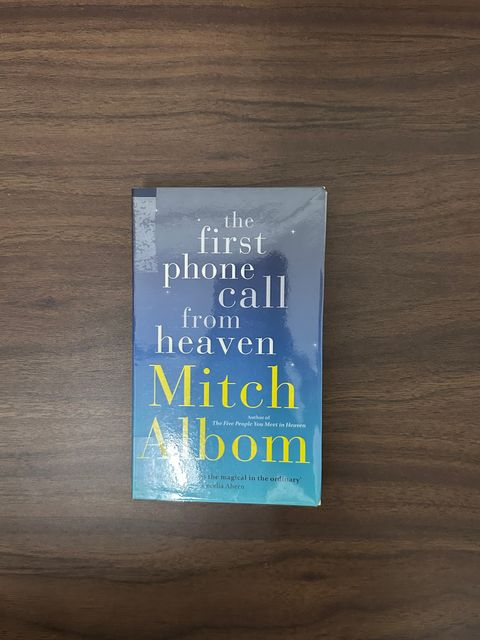 the
first
phone
call
from
heaven
Mitch
Author of
The Five People You Meet in Heaven
Albom
the magical in the ordinary'
Ahern